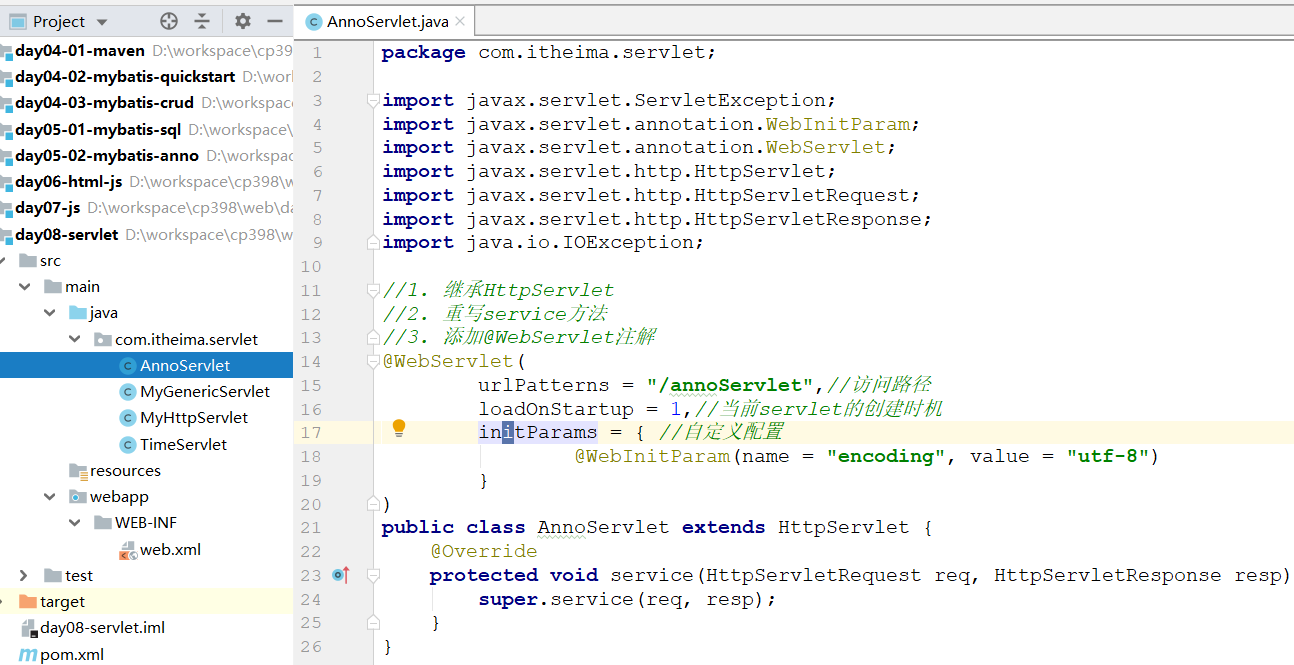 Project
day04-01-maven D:\workspace\cp39
day04-02-mybatis-quickstart D:\wor
day04-03-mybatis-crud D:\workspac
day05-01-mybatis-sql D:\workspace\
day05-02-mybatis-anno D:\workspac
day06-html-js D:\workspace\cp398\w
day07-js D:\workspace\cp398\web\da
day08-servlet D:\workspace\cp398\w
src
main
java
com.itheima.servlet
AnnoServlet
MyGenericServlet
MyHttpServlet
TimeServlet
resources
webapp
WEB-INF
web.xml
test
target
day08-servlet.iml
pom.xml
AnnoServlet.java
1 package com.itheima.servlet;
2
3 import javax.servlet.ServletException;
4 import javax.servlet.annotation.WebInitParam;
5 import javax.servlet.annotation.WebServlet;
6 import javax.servlet.http.HttpServlet;
7 import javax.servlet.http.HttpServletRequest;
8 import javax.servlet.http.HttpServletResponse;
9 import java.io.IOException;
10
11 //1. 继承HttpServlet
12 //2. 重写service方法
13 //3. 添加@WebServlet注解
14 @WebServlet(
15 urlPatterns = "/annoServlet",//访问路径
16 loadOnStartup = 1,//当前servlet的创建时机
17 initParams = { //自定义配置
18 @WebInitParam(name = "encoding", value = "utf-8")
19 }
20 )
21 public class AnnoServlet extends HttpServlet {
22 @Override
23 protected void service(HttpServletRequest req, HttpServletResponse resp)
24 super.service(req, resp);
25 }
26 }